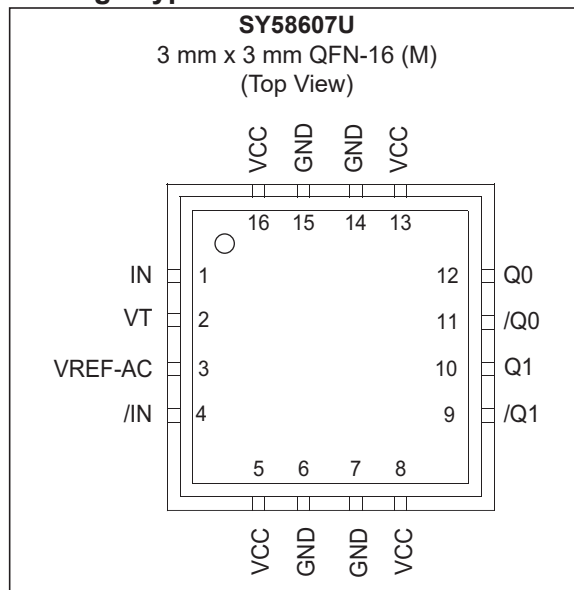 SY58607U
3 mm x 3 mm QFN-16 (M)
(Top View)
VCC
GND
GND
VCC
16 15 14 13
IN 1
VT 2
VREF-AC 3
/IN 4
12 Q0
11 /Q0
10 Q1
9 /Q1
5 6 7 8
VCC
GND
GND
VCC